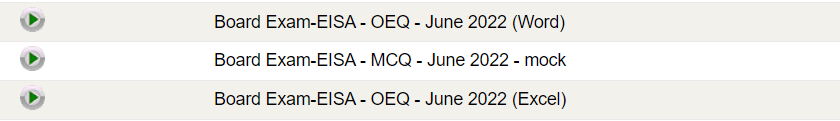 Board Exam-EISA - OEQ - June 2022 (Word)
Board Exam-EISA - MCQ - June 2022 - mock
Board Exam-EISA - OEQ - June 2022 (Excel)